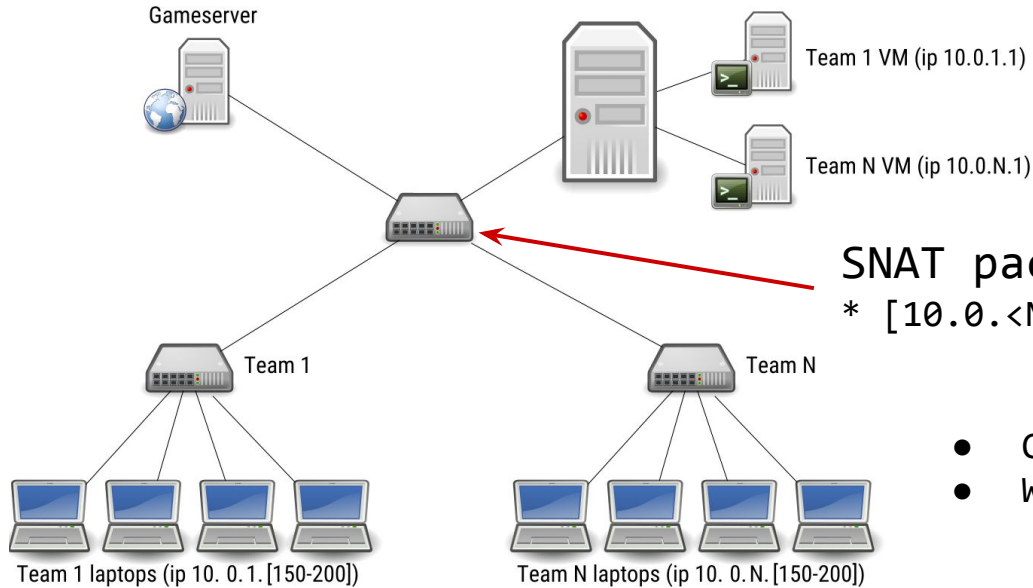 Gameserver
Team 1 VM (ip 10.0.1.1)
Team N VM (ip 10.0.N.1)
SNAT
* [10.0.
Team 1
Team N
●
●
Team 1 laptops (ip 10. 0.1. [150-200])
Team N laptops (ip 10. 0.N. [150-200])